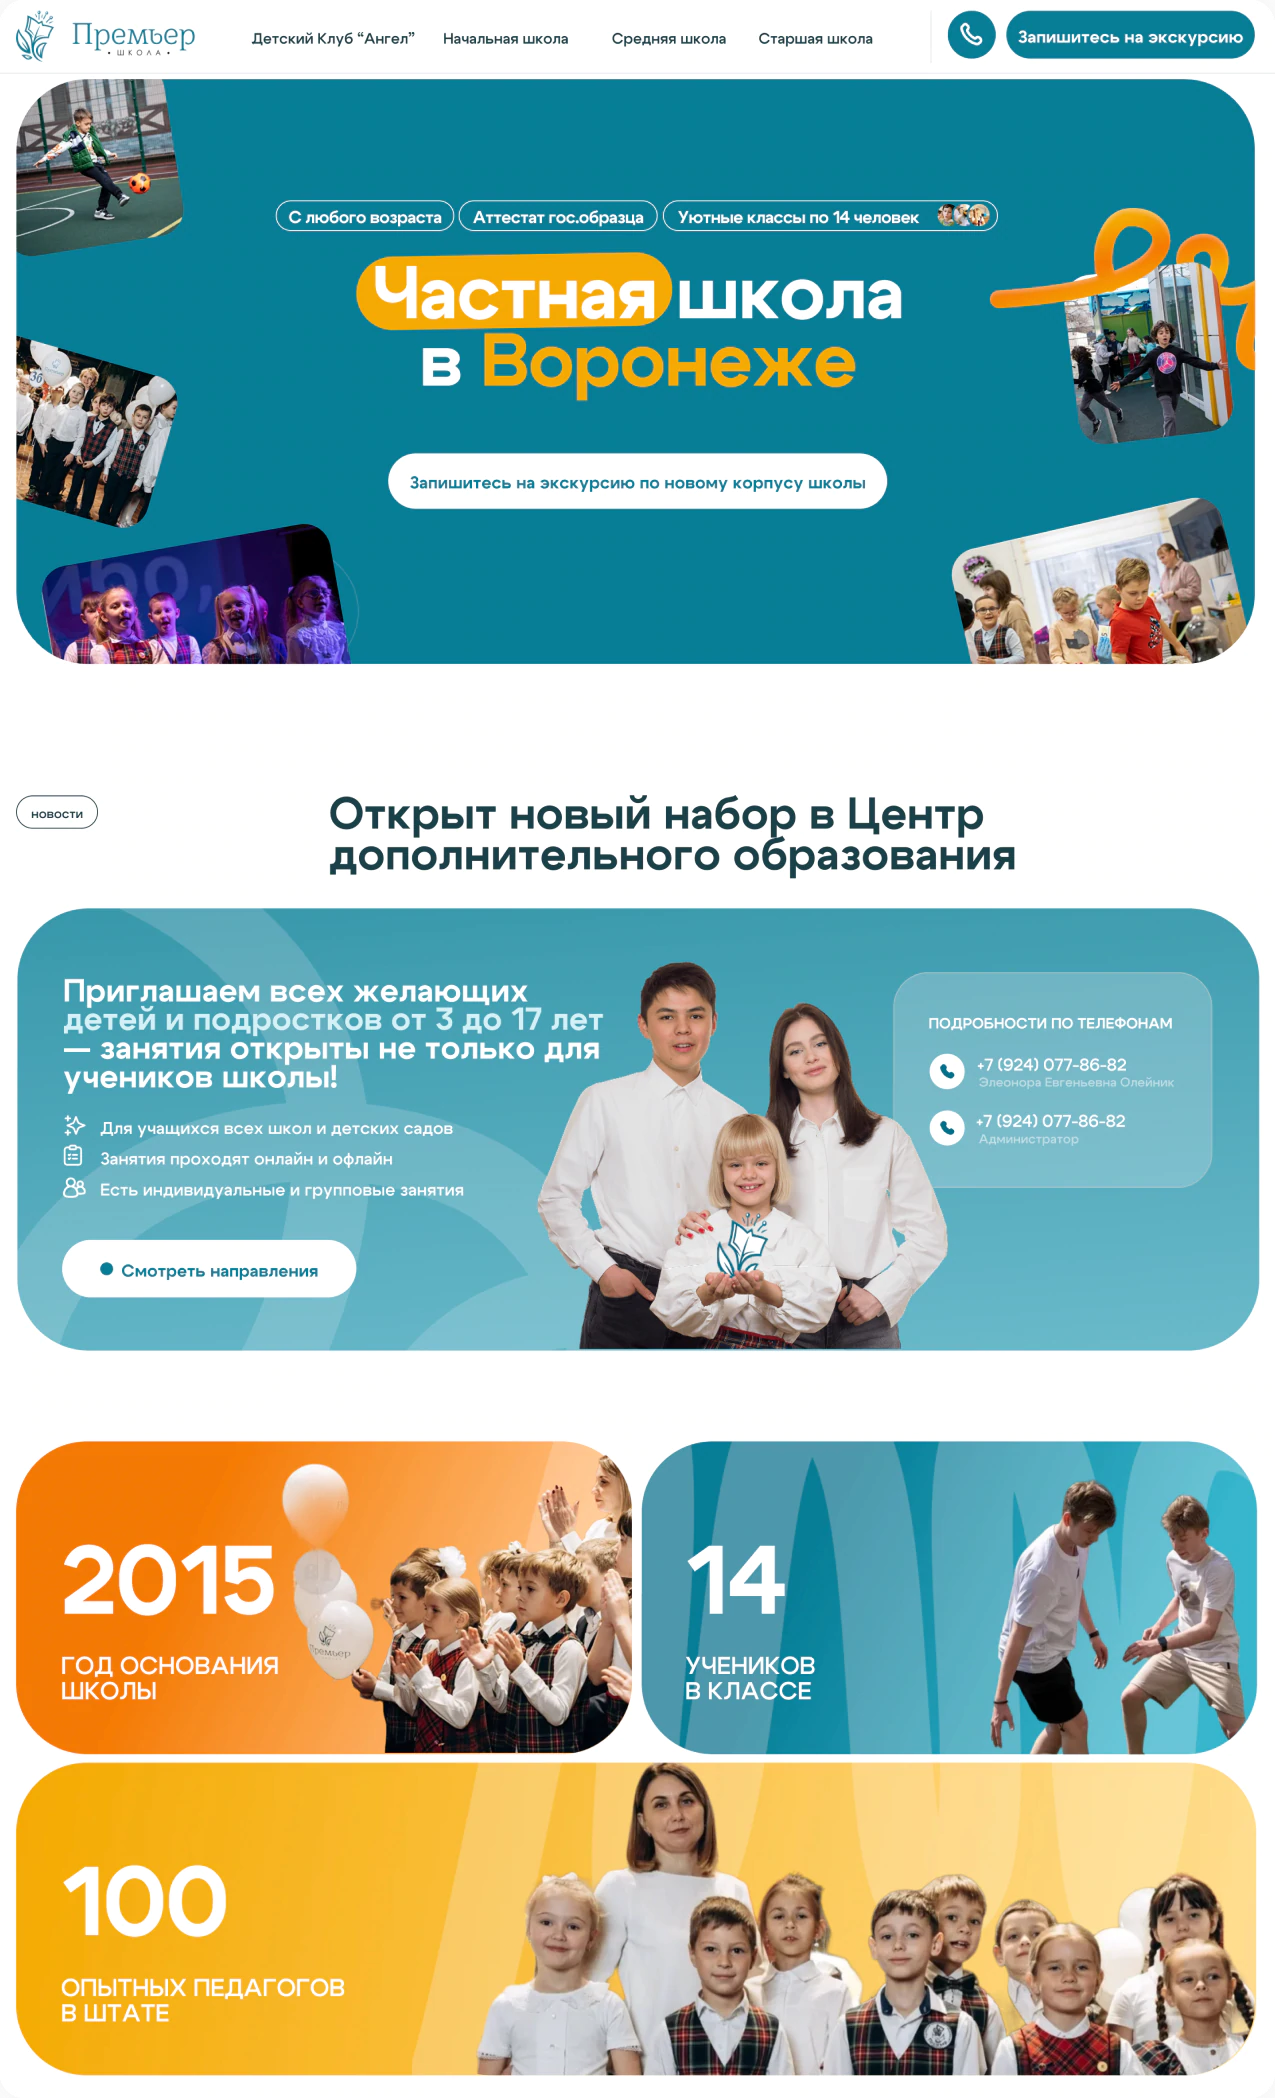 Премьер
• ШКОЛА •
Детский Клуб “Ангел”
Начальная школа
Средняя школа
Старшая школа
Запишитесь на экскурсию
С любого возраста
Аттестат гос.образца
Уютные классы по 14 человек
Частная школа
в Воронеже
Запишитесь на экскурсию по новому корпусу школы
новости
Открыт новый набор в Центр
дополнительного образования
Приглашаем всех желающих
детей и подростков от 3 до 17 лет
— занятия открыты не только для
учеников школы!
Для учащихся всех школ и детских садов
Занятия проходят онлайн и офлайн
Есть индивидуальные и групповые занятия
Смотреть направления
ПОДРОБНОСТИ ПО ТЕЛЕФОНАМ
+7 (924) 077-86-82
Элеонора Евгеньевна Олейник
+7 (924) 077-86-82
Администратор
2015
ГОД ОСНОВАНИЯ
ШКОЛЫ
Премьер
14
УЧЕНИКОВ
В КЛАССЕ
100
ОПЫТНЫХ ПЕДАГОГОВ
В ШТАТЕ